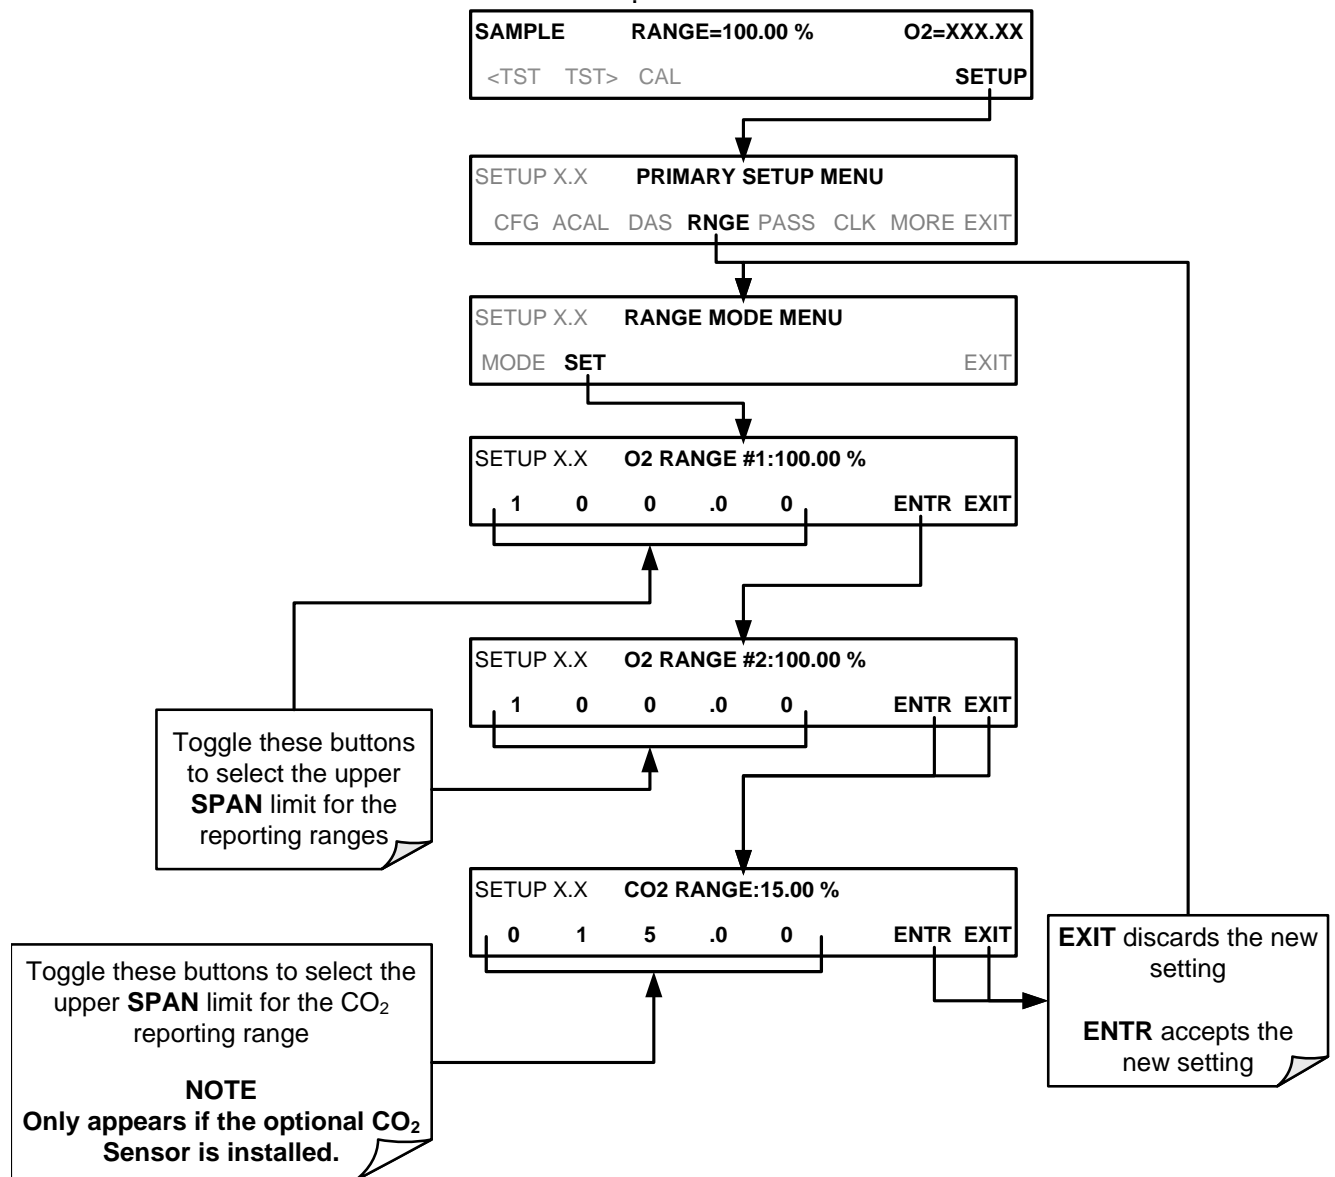 SAMPLE RANGE=100.00 % O2=XXX.XX
<TST TST> CAL SETUP
SETUP X.X PRIMARY SETUP MENU
CFG ACAL DAS RNGE PASS CLK MORE EXIT
SETUP X.X RANGE MODE MENU
MODE SET EXIT
SETUP X.X O2 RANGE #1:100.00 %
1 0 0 .0 0 ENTR EXIT
SETUP X.X O2 RANGE #2:100.00 %
1 0 0 .0 0 ENTR EXIT
Toggle these buttons
to select the upper
SPAN limit for the
reporting ranges
SETUP X.X CO2 RANGE:15.00 %
0 1 5 .0 0 ENTR EXIT
Toggle these buttons to select the
upper SPAN limit for the CO₂
reporting range
NOTE
Only appears if the optional CO₂
Sensor is installed.
EXIT discards the new
setting
ENTR accepts the
new setting